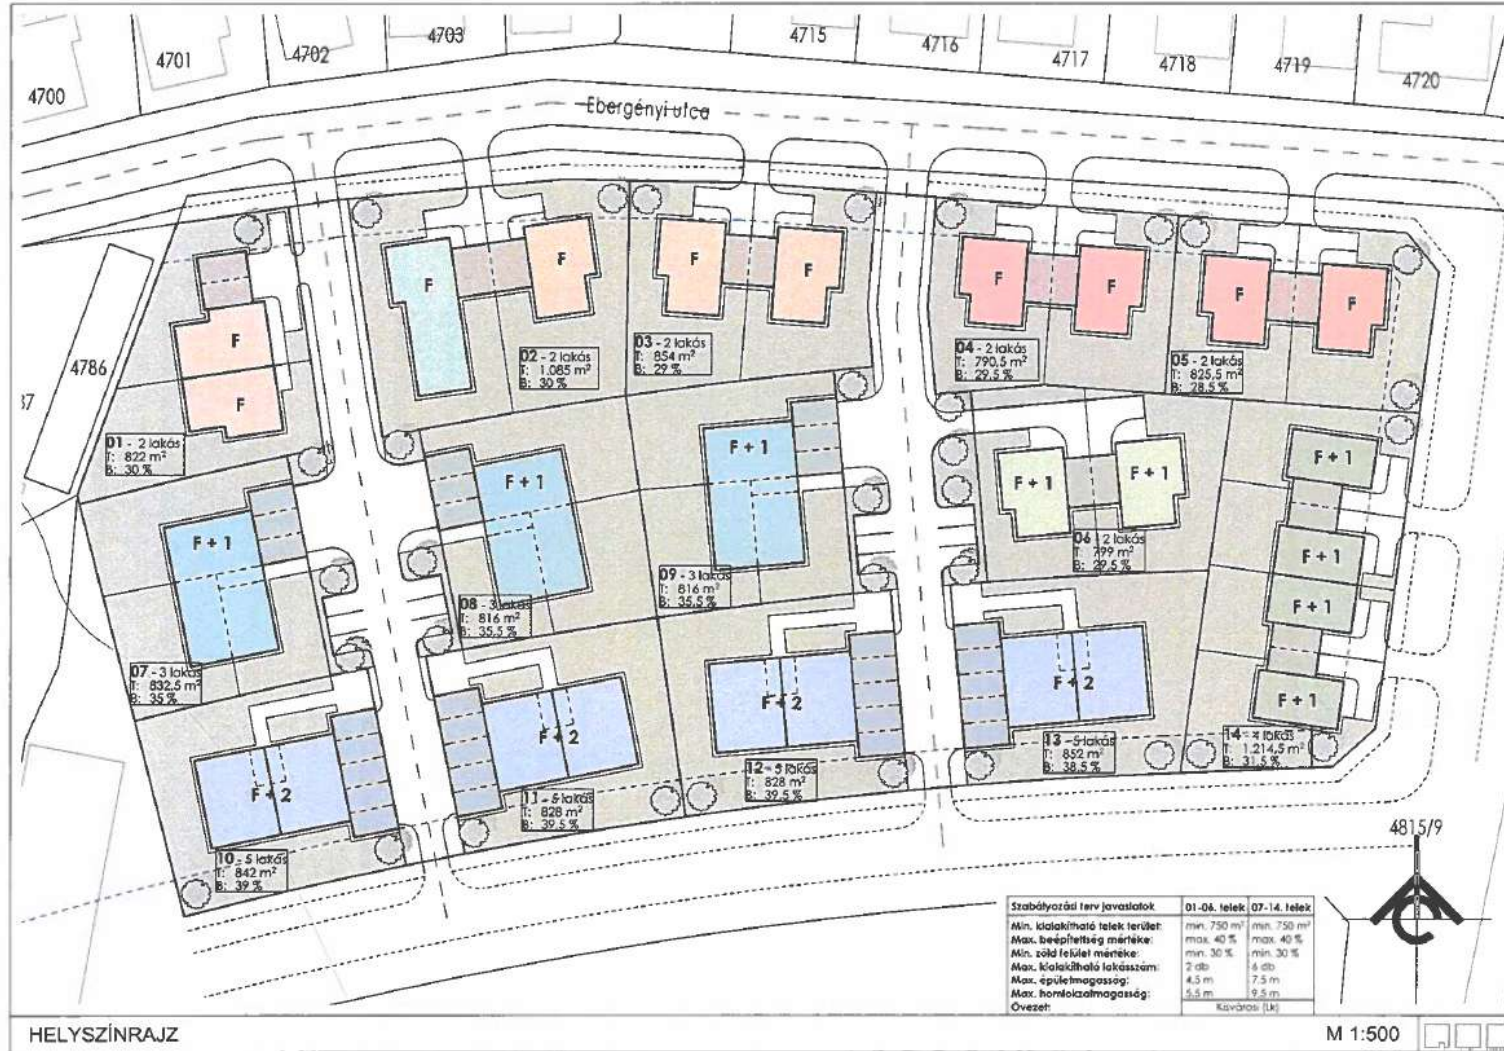 4700
4701
4702
4703
4715
4716
4717
4718
4719
4720
Ebergényi utca
4786
F
F
F
F
F
F
F
F
F
F
01 - 2 lakás
T: 822 m²
B: 30 %
02 - 2 lakás
T: 1.085 m²
B: 30 %
03 - 2 lakás
T: 854 m²
B: 29 %
04 - 2 lakás
T: 790,5 m²
B: 29,5 %
05 - 2 lakás
T: 825,5 m²
B: 28,5 %
F + 1
F + 1
F + 1
F + 1
F + 1
F + 1
F + 1
F + 1
F + 1
06 - 2 lakás
T: 799 m²
B: 29,5 %
07 - 3 lakás
T: 832,5 m²
B: 35 %
08 - 3 lakás
T: 816 m²
B: 35,5 %
09 - 3 lakás
T: 816 m²
B: 35,5 %
F + 2
F + 2
F + 2
F + 2
10 - 5 lakás
T: 842 m²
B: 39 %
11 - 5 lakás
T: 828 m²
B: 39,5 %
12 - 5 lakás
T: 828 m²
B: 39,5 %
13 - 5 lakás
T: 852 m²
B: 38,5 %
14 - 4 lakás
T: 1.214,5 m²
B: 31,5 %
4815/9
Szabályozási terv javaslatok 01-06. telek 07-14. telek
Min. kialakítható telek terület: min. 750 m² min. 750 m²
Max. beépítettség mértéke: max. 40 % max. 40 %
Min. zöld felület mértéke: min. 30 % min. 30 %
Max. kialakítható lakásszám: 2 db 6 db
Max. épületmagasság: 4,5 m 7,5 m
Max. homlokzatmagasság: 5,5 m 9,5 m
Övezet: Kisvárosi (Lk)
HELYSZÍNRAJZ
M 1:500